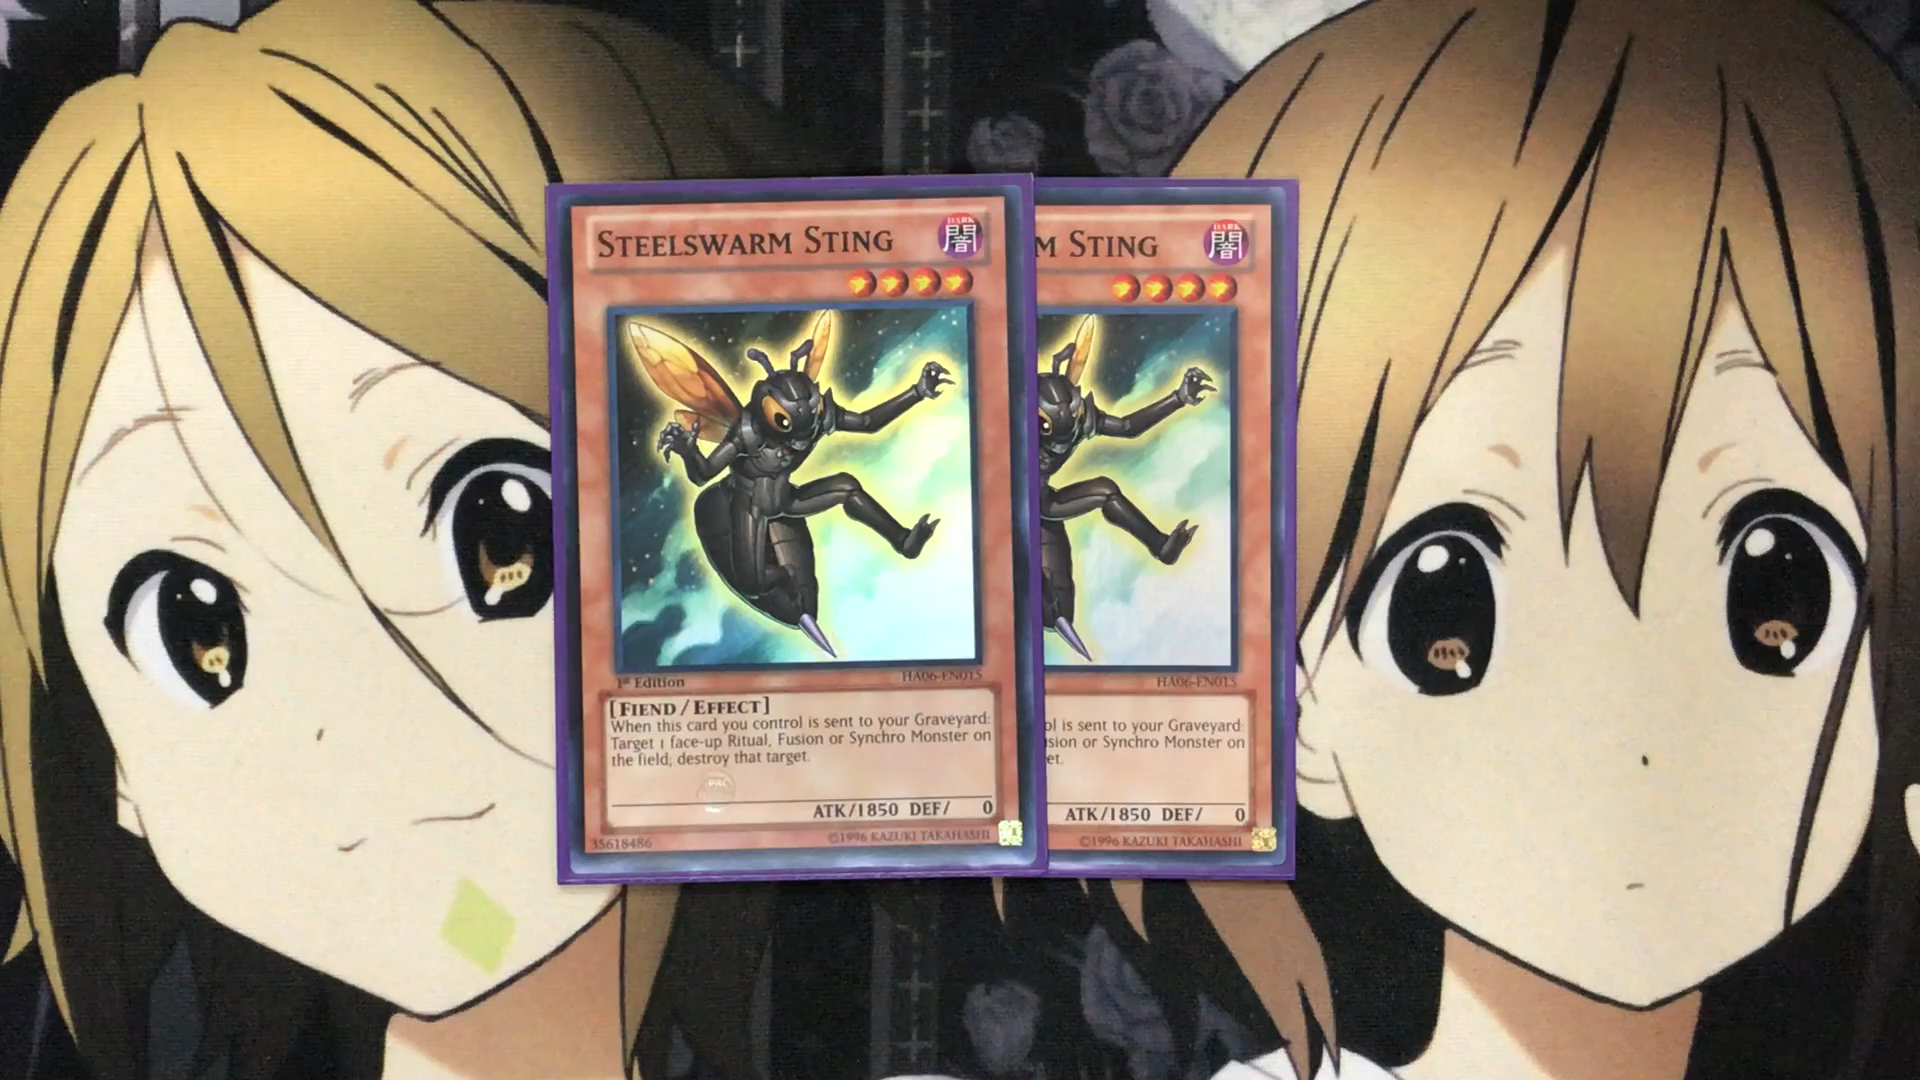 STEELSWARM STING
DARK
闇
1st EDITION
HA06-EN015
[FIEND / EFFECT]
When this card you control is sent to your Graveyard:
Target 1 face-up Ritual, Fusion or Synchro Monster on
the field; destroy that target.
ATK/1850 DEF/ 0
35618486
©1996 KAZUKI TAKAHASHI
M STING
DARK
闇
HA06-EN015
ol is sent to your Graveyard:
sion or Synchro Monster on
et.
ATK/1850 DEF/ 0
©1996 KAZUKI TAKAHASHI